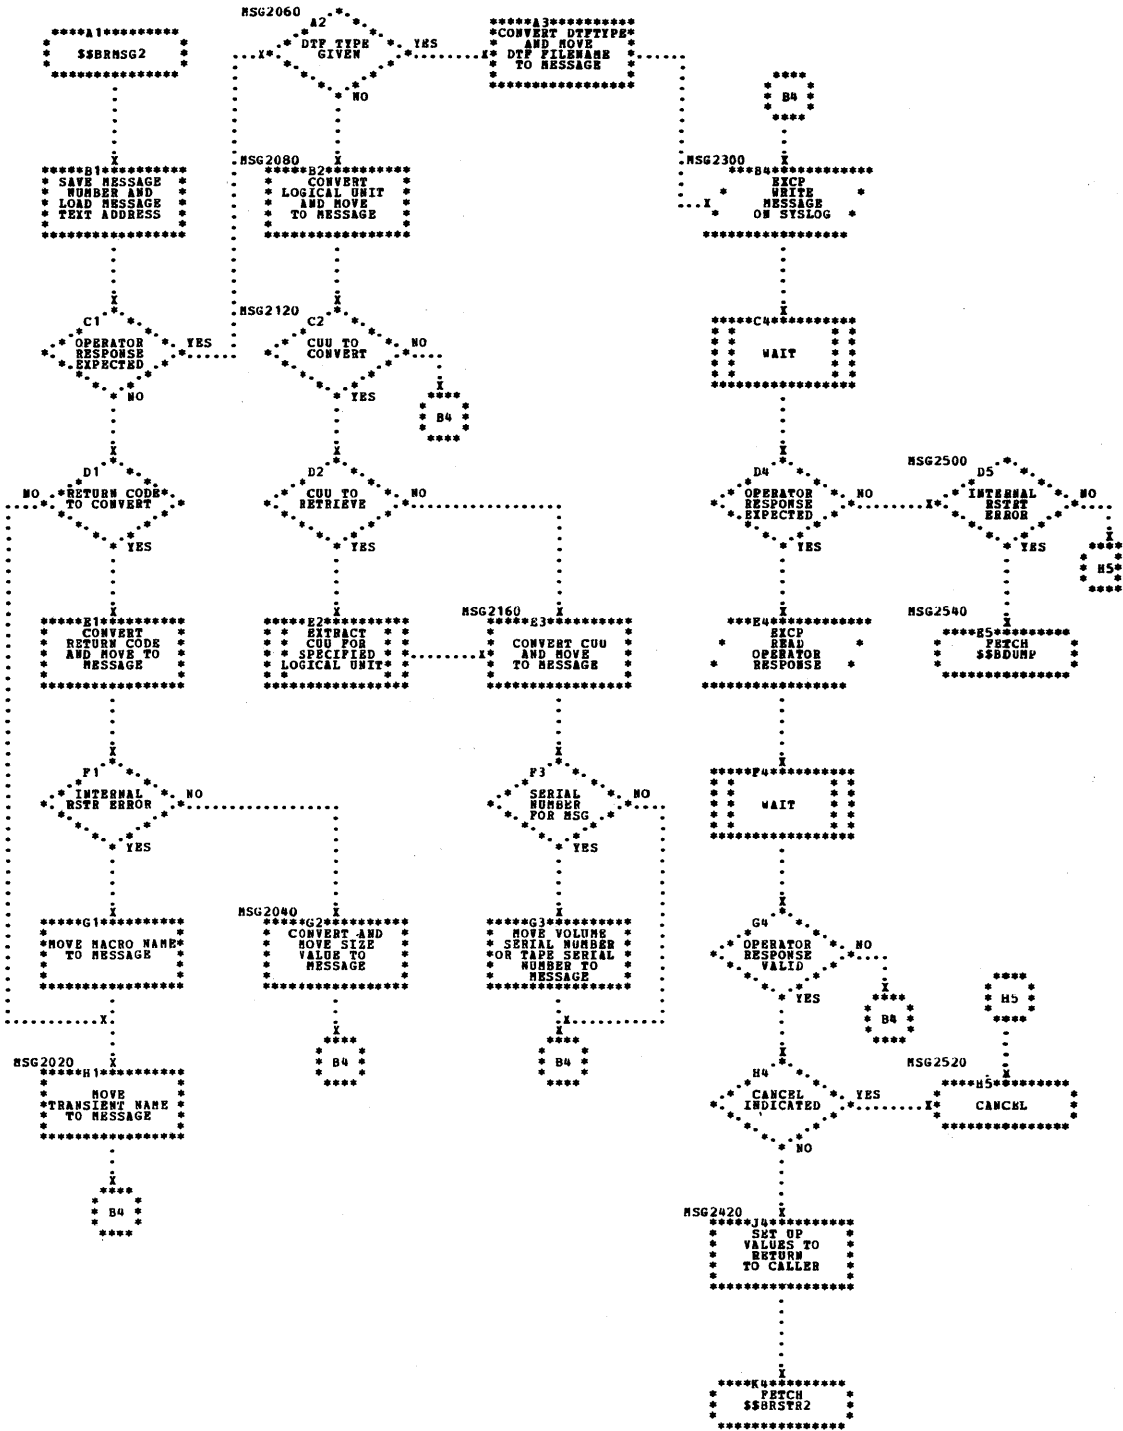 A1
$$BRMSG2
B1
SAVE MESSAGE
NUMBER AND
LOAD MESSAGE
TEXT ADDRESS
C1
OPERATOR
RESPONSE
EXPECTED
YES
NO
D1
NO
RETURN CODE
TO CONVERT
YES
E1
CONVERT
RETURN CODE
AND MOVE TO
MESSAGE
F1
INTERNAL
RSTR ERROR
NO
YES
G1
MOVE MACRO NAME
TO MESSAGE
MSG2020
H1
MOVE
TRANSIENT NAME
TO MESSAGE
B4
MSG2060
A2
DTF TYPE
GIVEN
YES
NO
MSG2080
B2
CONVERT
LOGICAL UNIT
AND MOVE
TO MESSAGE
MSG2120
C2
CUU TO
CONVERT
NO
B4
YES
D2
CUU TO
RETRIEVE
NO
YES
E2
EXTRACT
CUU FOR
SPECIFIED
LOGICAL UNIT
MSG2040
G2
CONVERT AND
MOVE SIZE
VALUE TO
MESSAGE
B4
A3
CONVERT DTFTYPE
AND MOVE
DTF FILENAME
TO MESSAGE
MSG2160
E3
CONVERT CUU
AND MOVE
TO MESSAGE
F3
SERIAL
NUMBER
FOR MSG
NO
YES
G3
MOVE VOLUME
SERIAL NUMBER
OR TAPE SERIAL
NUMBER TO
MESSAGE
B4
B4
MSG2300
B4
EXCP
WRITE
MESSAGE
ON SYSLOG
C4
WAIT
D4
OPERATOR
RESPONSE
EXPECTED
NO
YES
E4
EXCP
READ
OPERATOR
RESPONSE
F4
WAIT
G4
OPERATOR
RESPONSE
VALID
NO
B4
YES
H4
CANCEL
INDICATED
YES
NO
MSG2420
J4
SET UP
VALUES TO
RETURN
TO CALLER
K4
FETCH
$$BRSTR2
MSG2500
D5
INTERNAL
RSTRT
ERROR
NO
H5
YES
MSG2540
E5
FETCH
$$BDUMP
H5
MSG2520
H5
CANCEL